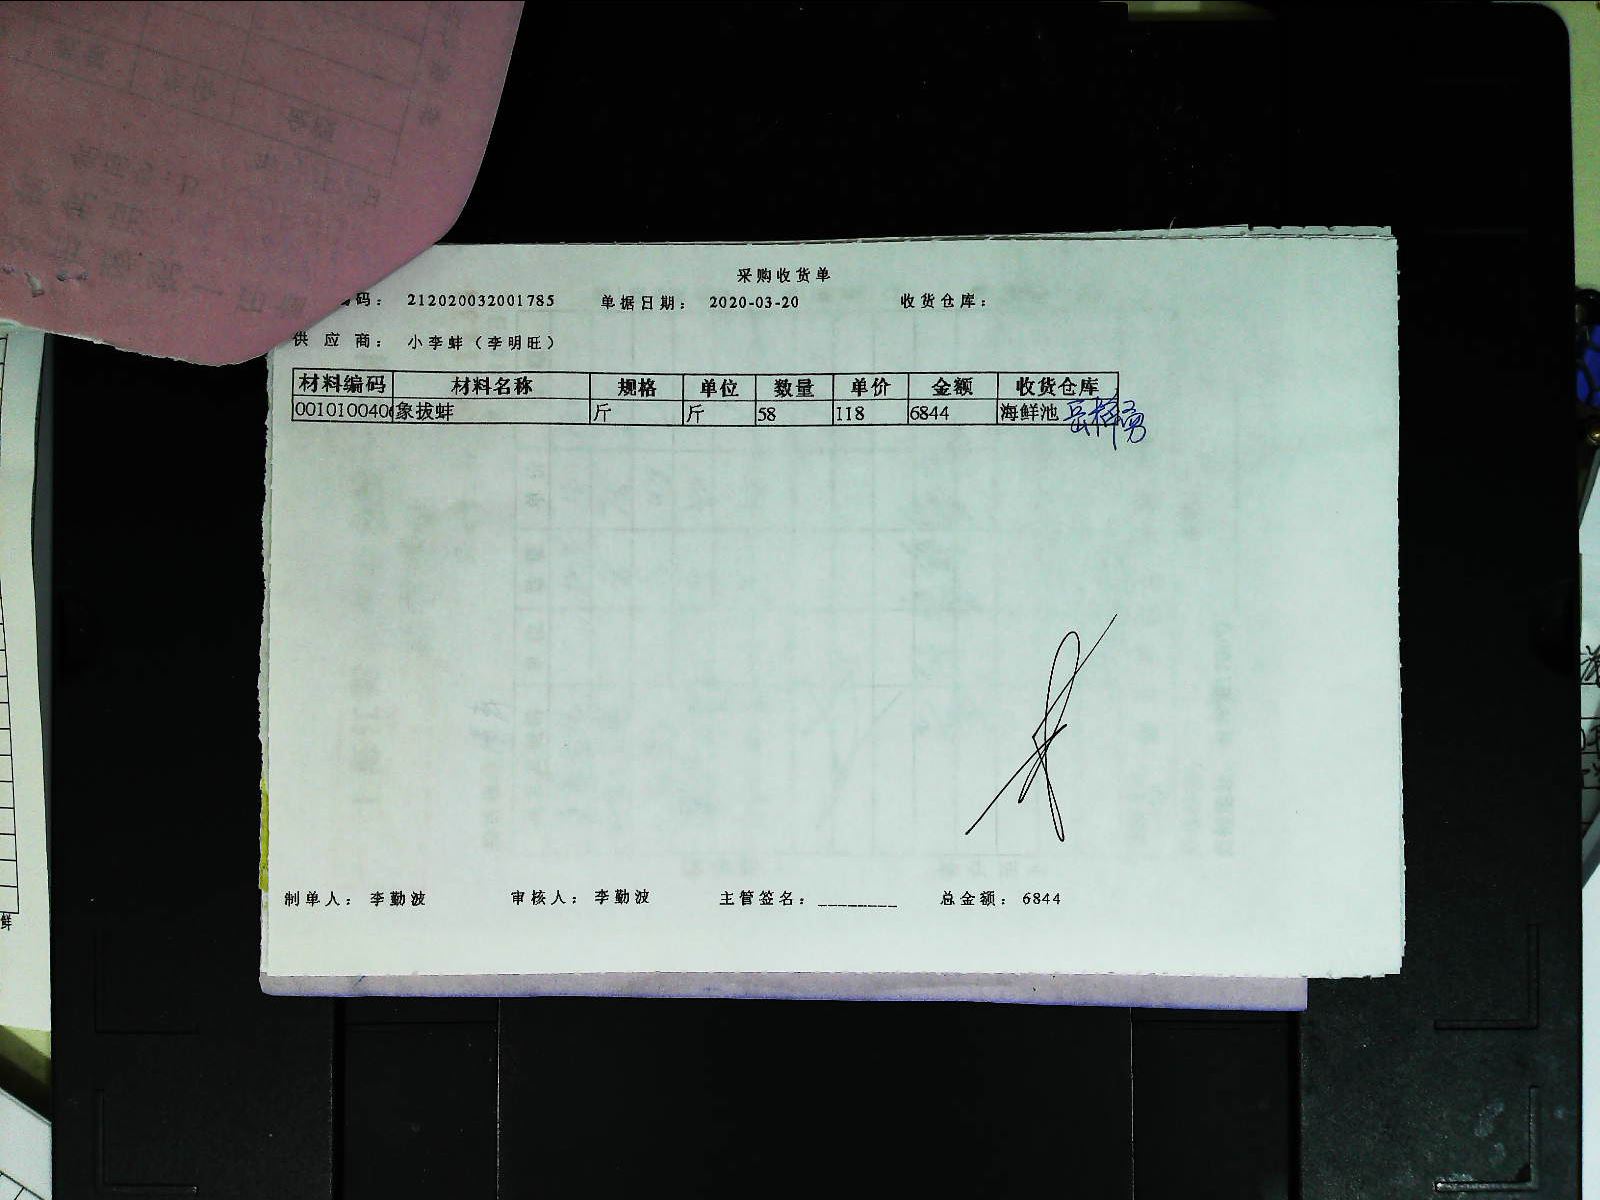 采购收货单
码： 212020032001785 单据日期： 2020-03-20 收货仓库：
供应商： 小李蚌（李明旺）
材料编码 材料名称 规格 单位 数量 单价 金额 收货仓库
0010100406 象拔蚌 斤 斤 58 118 6844 海鲜池
制单人： 李勤波 审核人： 李勤波 主管签名：________ 总金额： 6844
鲜